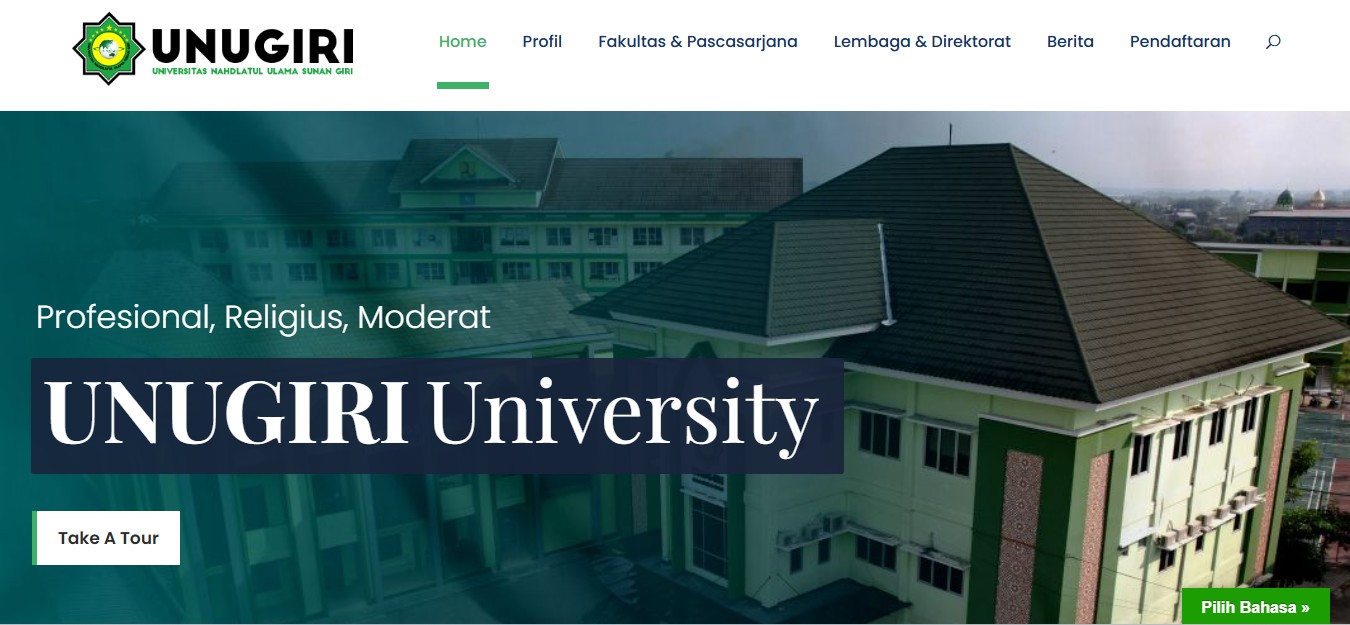 UNUGIRI
UNIVERSITAS NAHDLATUL ULAMA SUNAN GIRI
Home Profil Fakultas & Pascasarjana Lembaga & Direktorat Berita Pendaftaran
Profesional, Religius, Moderat
UNUGIRI University
Take A Tour
Pilih Bahasa »